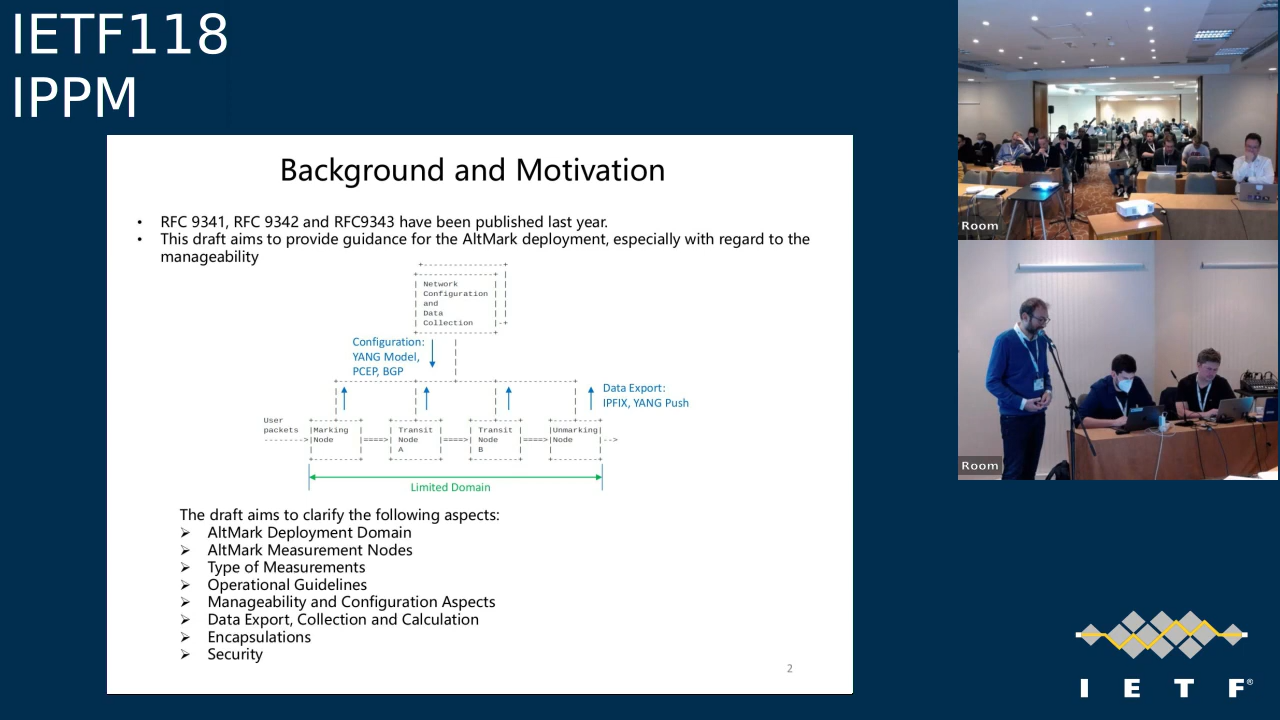 IETF118
IPPM
Background and Motivation
• RFC 9341, RFC 9342 and RFC9343 have been published last year.
• This draft aims to provide guidance for the AltMark deployment, especially with regard to the
manageability
Network
Configuration
and
Data
Collection
Configuration:
YANG Model,
PCEP, BGP
Data Export:
IPFIX, YANG Push
User
packets
Marking
Node
Transit
Node
A
Transit
Node
B
Unmarking
Node
Limited Domain
The draft aims to clarify the following aspects:
➢ AltMark Deployment Domain
➢ AltMark Measurement Nodes
➢ Type of Measurements
➢ Operational Guidelines
➢ Manageability and Configuration Aspects
➢ Data Export, Collection and Calculation
➢ Encapsulations
➢ Security
2
Room
Room
I E T F®